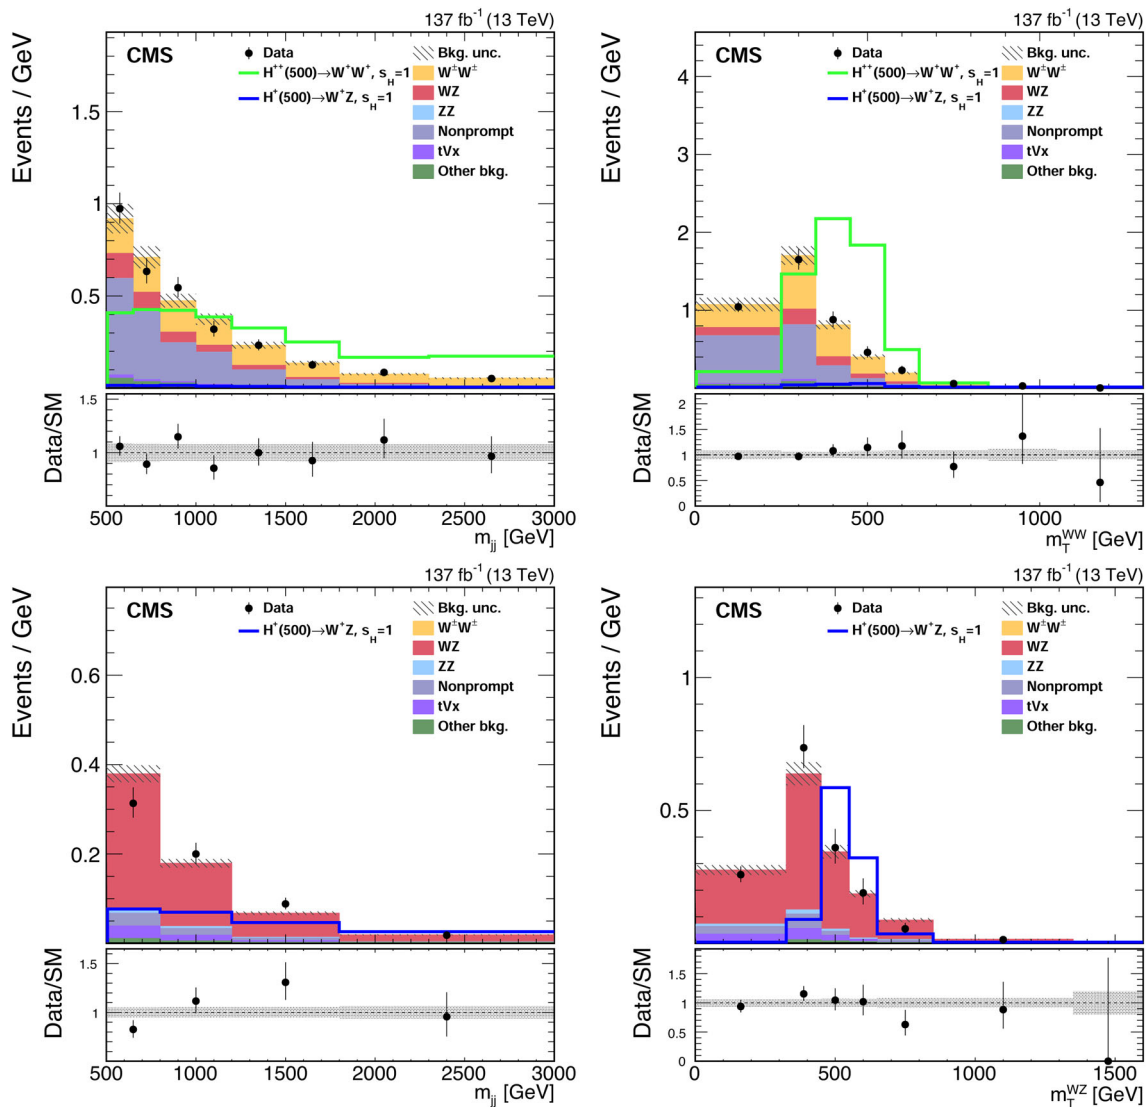 137 fb⁻¹ (13 TeV)
CMS
Data
H⁺⁺(500)→W⁺W⁺, s_H=1
H⁺(500)→W⁺Z, s_H=1
Bkg. unc.
W±W±
WZ
ZZ
Nonprompt
tVx
Other bkg.
Events / GeV
1.5
1
0.5
Data/SM
1.5
1
0.5
500 1000 1500 2000 2500 3000
m_jj [GeV]
137 fb⁻¹ (13 TeV)
CMS
Data
H⁺⁺(500)→W⁺W⁺, s_H=1
H⁺(500)→W⁺Z, s_H=1
Bkg. unc.
W±W±
WZ
ZZ
Nonprompt
tVx
Other bkg.
Events / GeV
4
3
2
1
Data/SM
2
1.5
1
0.5
0
0 500 1000
m_T^WW [GeV]
137 fb⁻¹ (13 TeV)
CMS
Data
H⁺(500)→W⁺Z, s_H=1
Bkg. unc.
W±W±
WZ
ZZ
Nonprompt
tVx
Other bkg.
Events / GeV
0.6
0.4
0.2
Data/SM
1.5
1
0.5
500 1000 1500 2000 2500 3000
m_jj [GeV]
137 fb⁻¹ (13 TeV)
CMS
Data
H⁺(500)→W⁺Z, s_H=1
Bkg. unc.
W±W±
WZ
ZZ
Nonprompt
tVx
Other bkg.
Events / GeV
1
0.5
Data/SM
1.5
1
0.5
0
0 500 1000 1500
m_T^WZ [GeV]